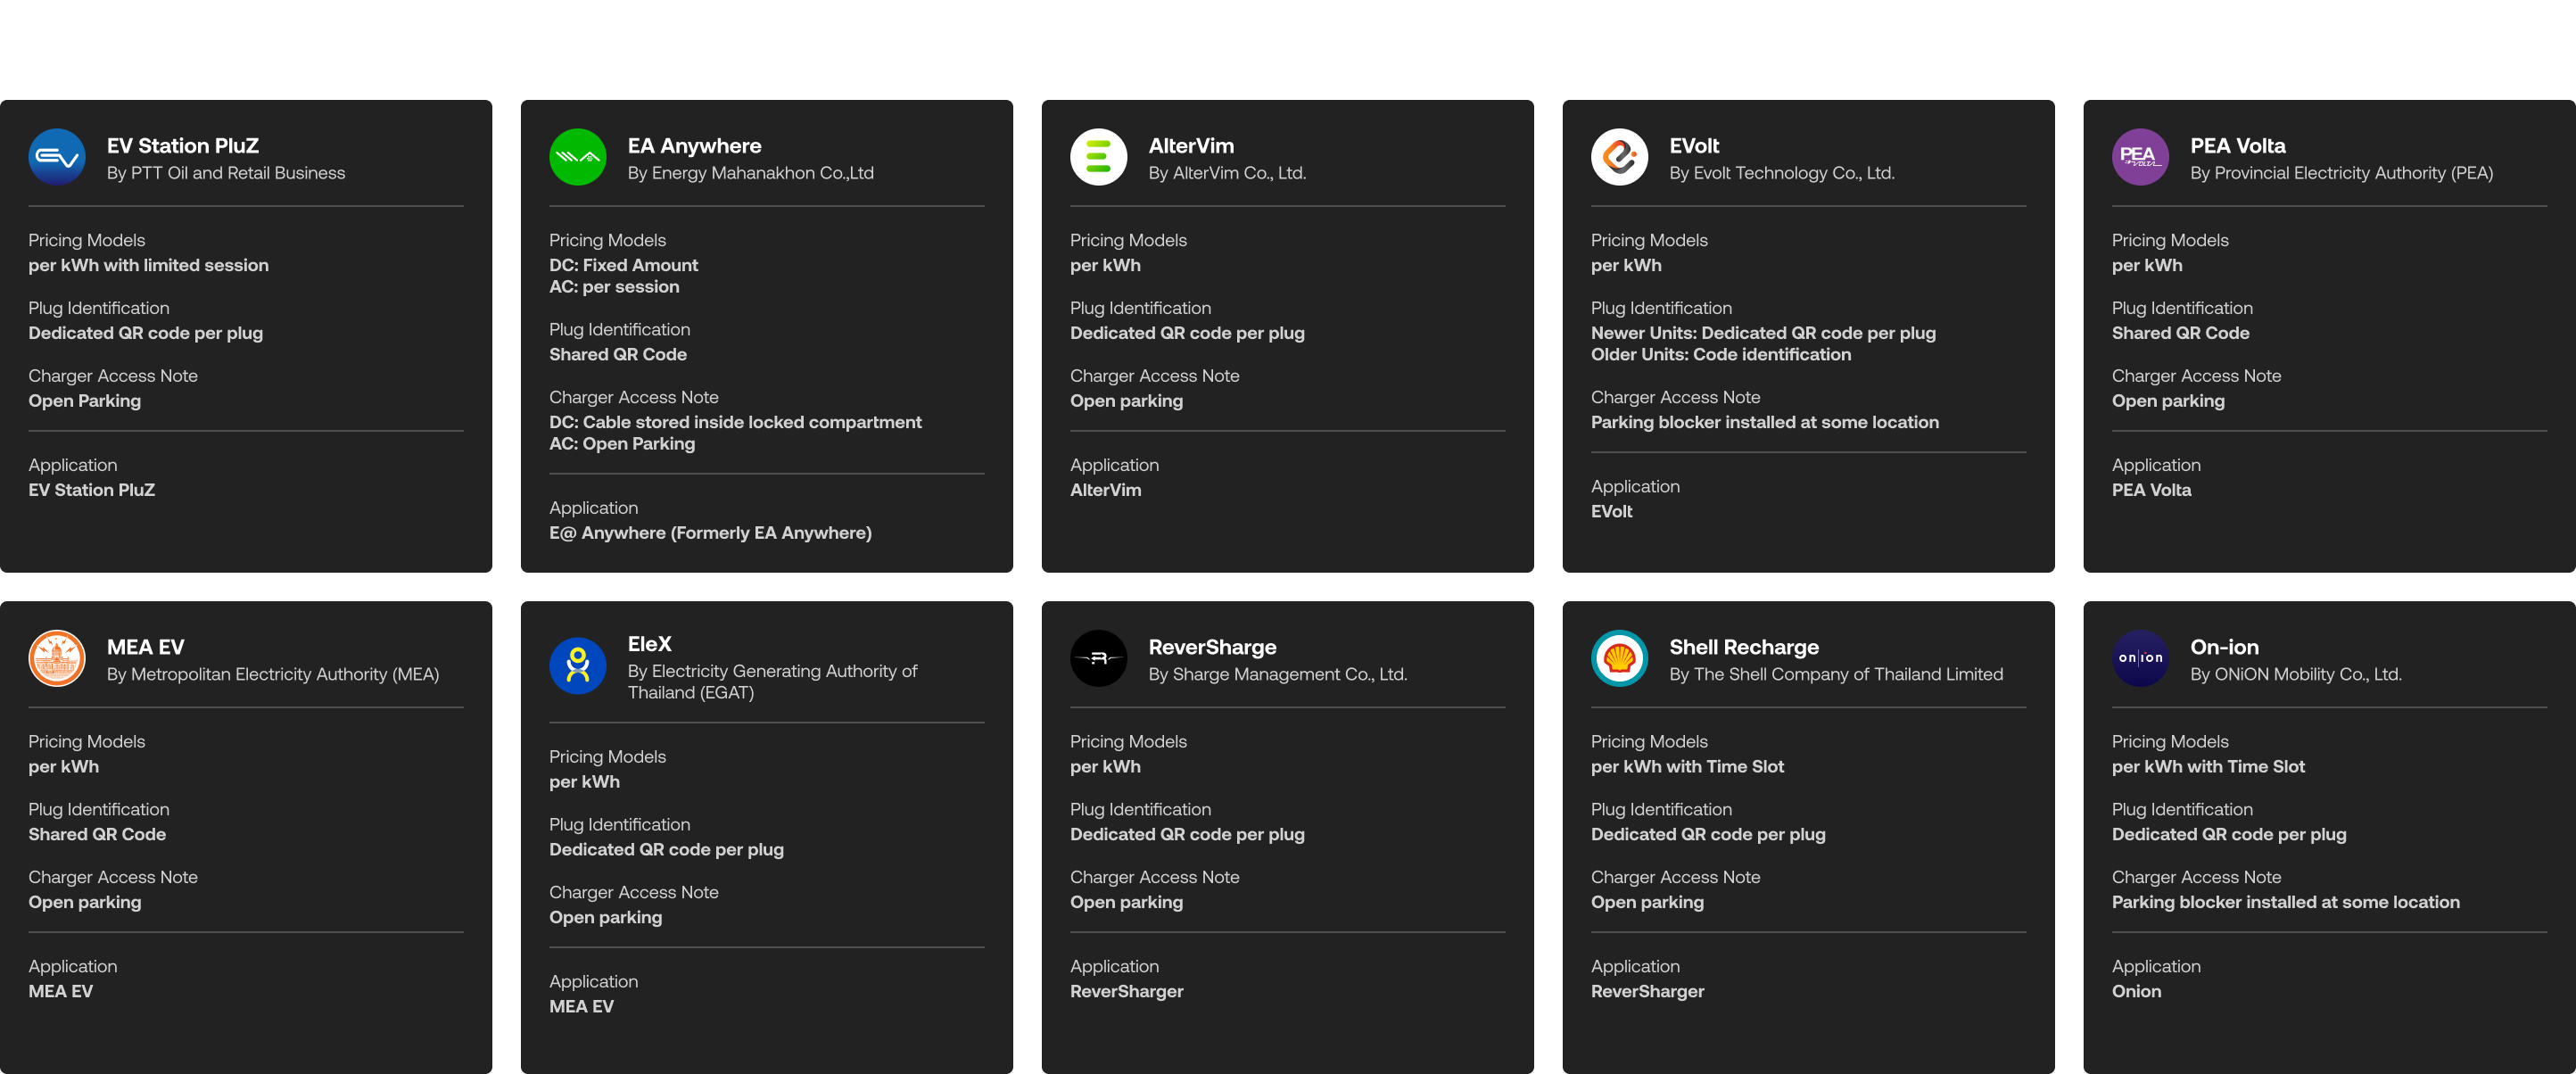 EV Station PluZ
By PTT Oil and Retail Business
Pricing Models
per kWh with limited session
Plug Identification
Dedicated QR code per plug
Charger Access Note
Open Parking
Application
EV Station PluZ
EA Anywhere
By Energy Mahanakhon Co.,Ltd
Pricing Models
DC: Fixed Amount
AC: per session
Plug Identification
Shared QR Code
Charger Access Note
DC: Cable stored inside locked compartment
AC: Open Parking
Application
E@ Anywhere (Formerly EA Anywhere)
AlterVim
By AlterVim Co., Ltd.
Pricing Models
per kWh
Plug Identification
Dedicated QR code per plug
Charger Access Note
Open parking
Application
AlterVim
EVolt
By Evolt Technology Co., Ltd.
Pricing Models
per kWh
Plug Identification
Newer Units: Dedicated QR code per plug
Older Units: Code identification
Charger Access Note
Parking blocker installed at some location
Application
EVolt
PEA
VOLTA
PEA Volta
By Provincial Electricity Authority (PEA)
Pricing Models
per kWh
Plug Identification
Shared QR Code
Charger Access Note
Open parking
Application
PEA Volta
MEA EV
By Metropolitan Electricity Authority (MEA)
Pricing Models
per kWh
Plug Identification
Shared QR Code
Charger Access Note
Open parking
Application
MEA EV
EleX
By Electricity Generating Authority of
Thailand (EGAT)
Pricing Models
per kWh
Plug Identification
Dedicated QR code per plug
Charger Access Note
Open parking
Application
MEA EV
ReverSharge
By Sharge Management Co., Ltd.
Pricing Models
per kWh
Plug Identification
Dedicated QR code per plug
Charger Access Note
Open parking
Application
ReverSharger
Shell Recharge
By The Shell Company of Thailand Limited
Pricing Models
per kWh with Time Slot
Plug Identification
Dedicated QR code per plug
Charger Access Note
Open parking
Application
ReverSharger
on|ion
On-ion
By ONiON Mobility Co., Ltd.
Pricing Models
per kWh with Time Slot
Plug Identification
Dedicated QR code per plug
Charger Access Note
Parking blocker installed at some location
Application
Onion